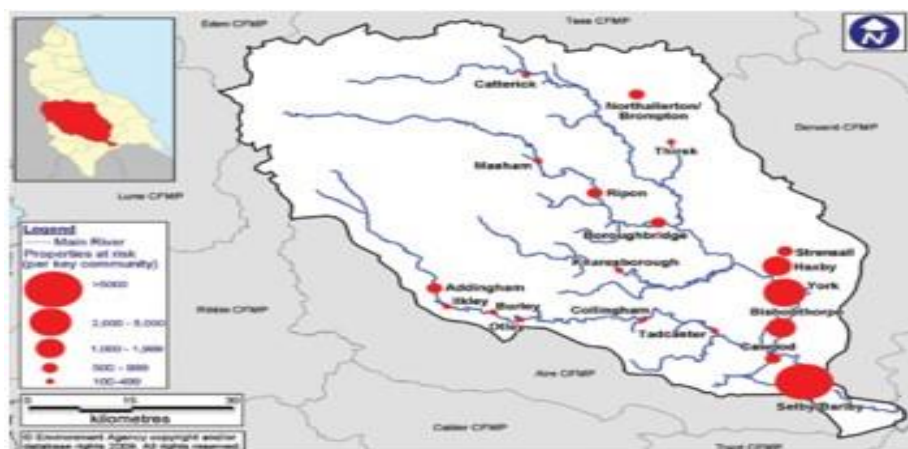 Eden CFMP
Tees CFMP
N
Catterick
Northallerton/
Brompton
Derwent CFMP
Thirsk
Masham
Lune CFMP
Ripon
Legend
Main River
Properties at risk
(per key community)
>5000
2,000 - 5,000
1,000 - 1,999
500 - 999
100-499
Boroughbridge
Strensall
Knaresborough
Haxby
York
Addingham
Ilkley
Burley
Collingham
Bishopthorpe
Ribble CFMP
Otley
Tadcaster
Cawood
Aire CFMP
Selby/Barlby
0 15 30
kilometres
Calder CFMP
© Environment Agency copyright and/or
database rights 2009.
Trent CFMP